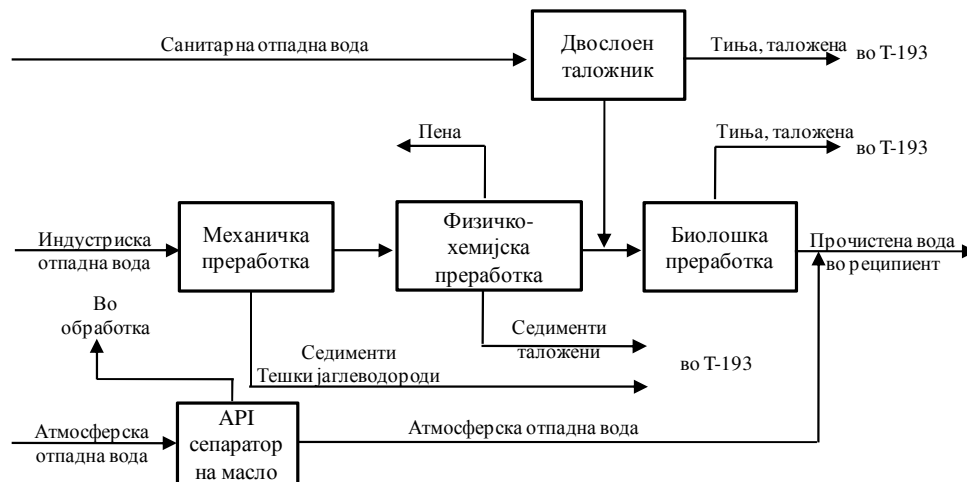 Санитарна отпадна вода
Двослоен
таложник
Тиња, таложена
во Т-193
Пена
Тиња, таложена
во Т-193
Индустриска
отпадна вода
Механичка
преработка
Физичко-
хемијска
преработка
Биолошка
преработка
Прочистена вода
во реципиент
Во
обработка
Седименти
таложени
Седименти
Тешки јагleводороди
во Т-193
Атмосферска
отпадна вода
API
сепаратор
на масло
Атмосферска отпадна вода